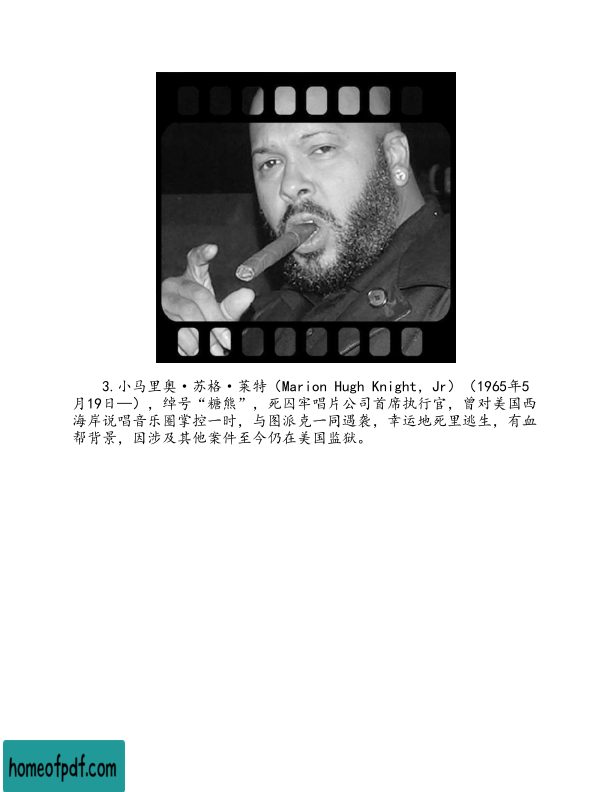 3.小马里奥·苏格·莱特（Marion Hugh Knight, Jr）（1965年5
月19日—），绰号“糖熊”，死囚牢唱片公司首席执行官，曾对美国西
海岸说唱音乐圈掌控一时，与图派克一同遇袭，幸运地死里逃生，有血
帮背景，因涉及其他案件至今仍在美国监狱。
homeofpdf.com